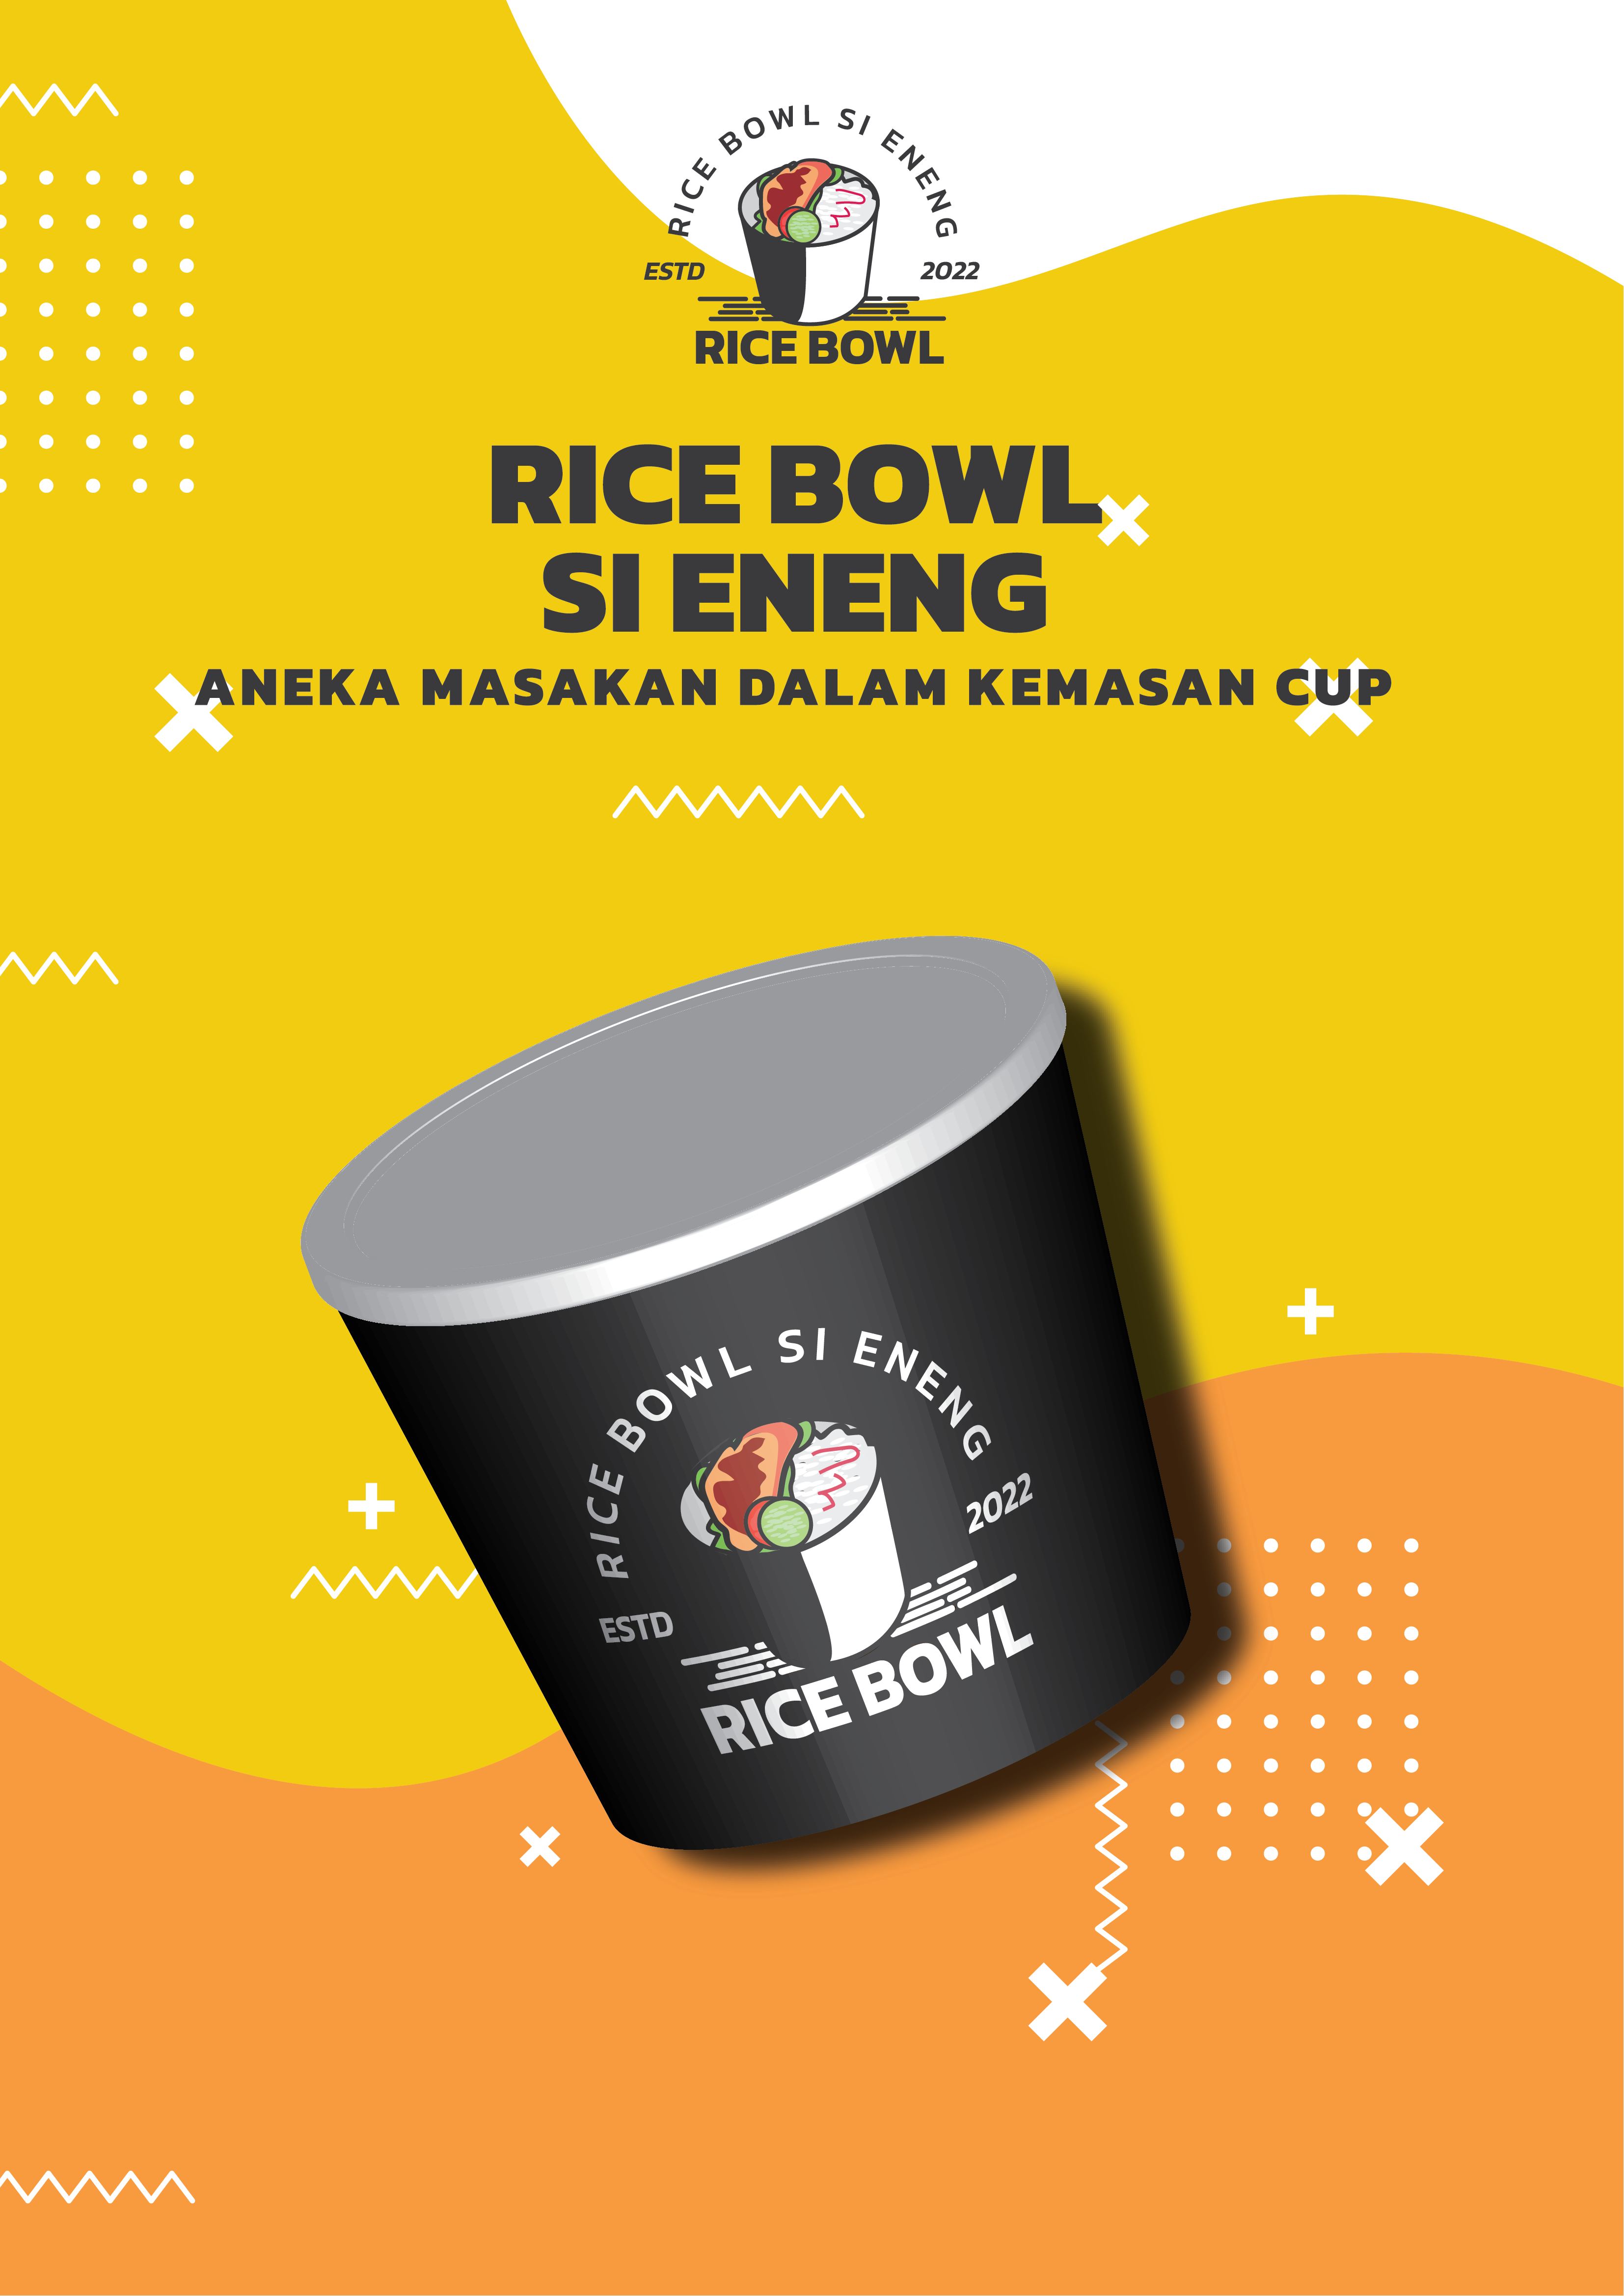 RICE BOWL SI ENENG
ESTD 2022
RICE BOWL
RICE BOWL
SI ENENG
ANEKA MASAKAN DALAM KEMASAN CUP
RICE BOWL SI ENENG
ESTD 2022
RICE BOWL